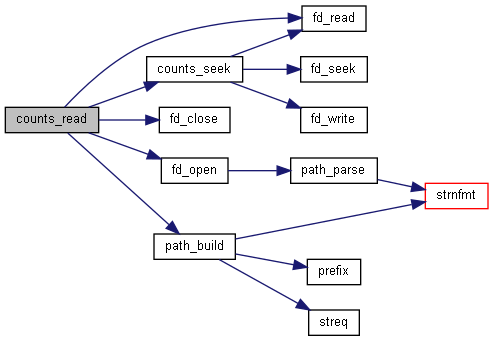 fd_read
counts_seek
fd_seek
counts_read
fd_close
fd_write
fd_open
path_parse
strnfmt
path_build
prefix
streq